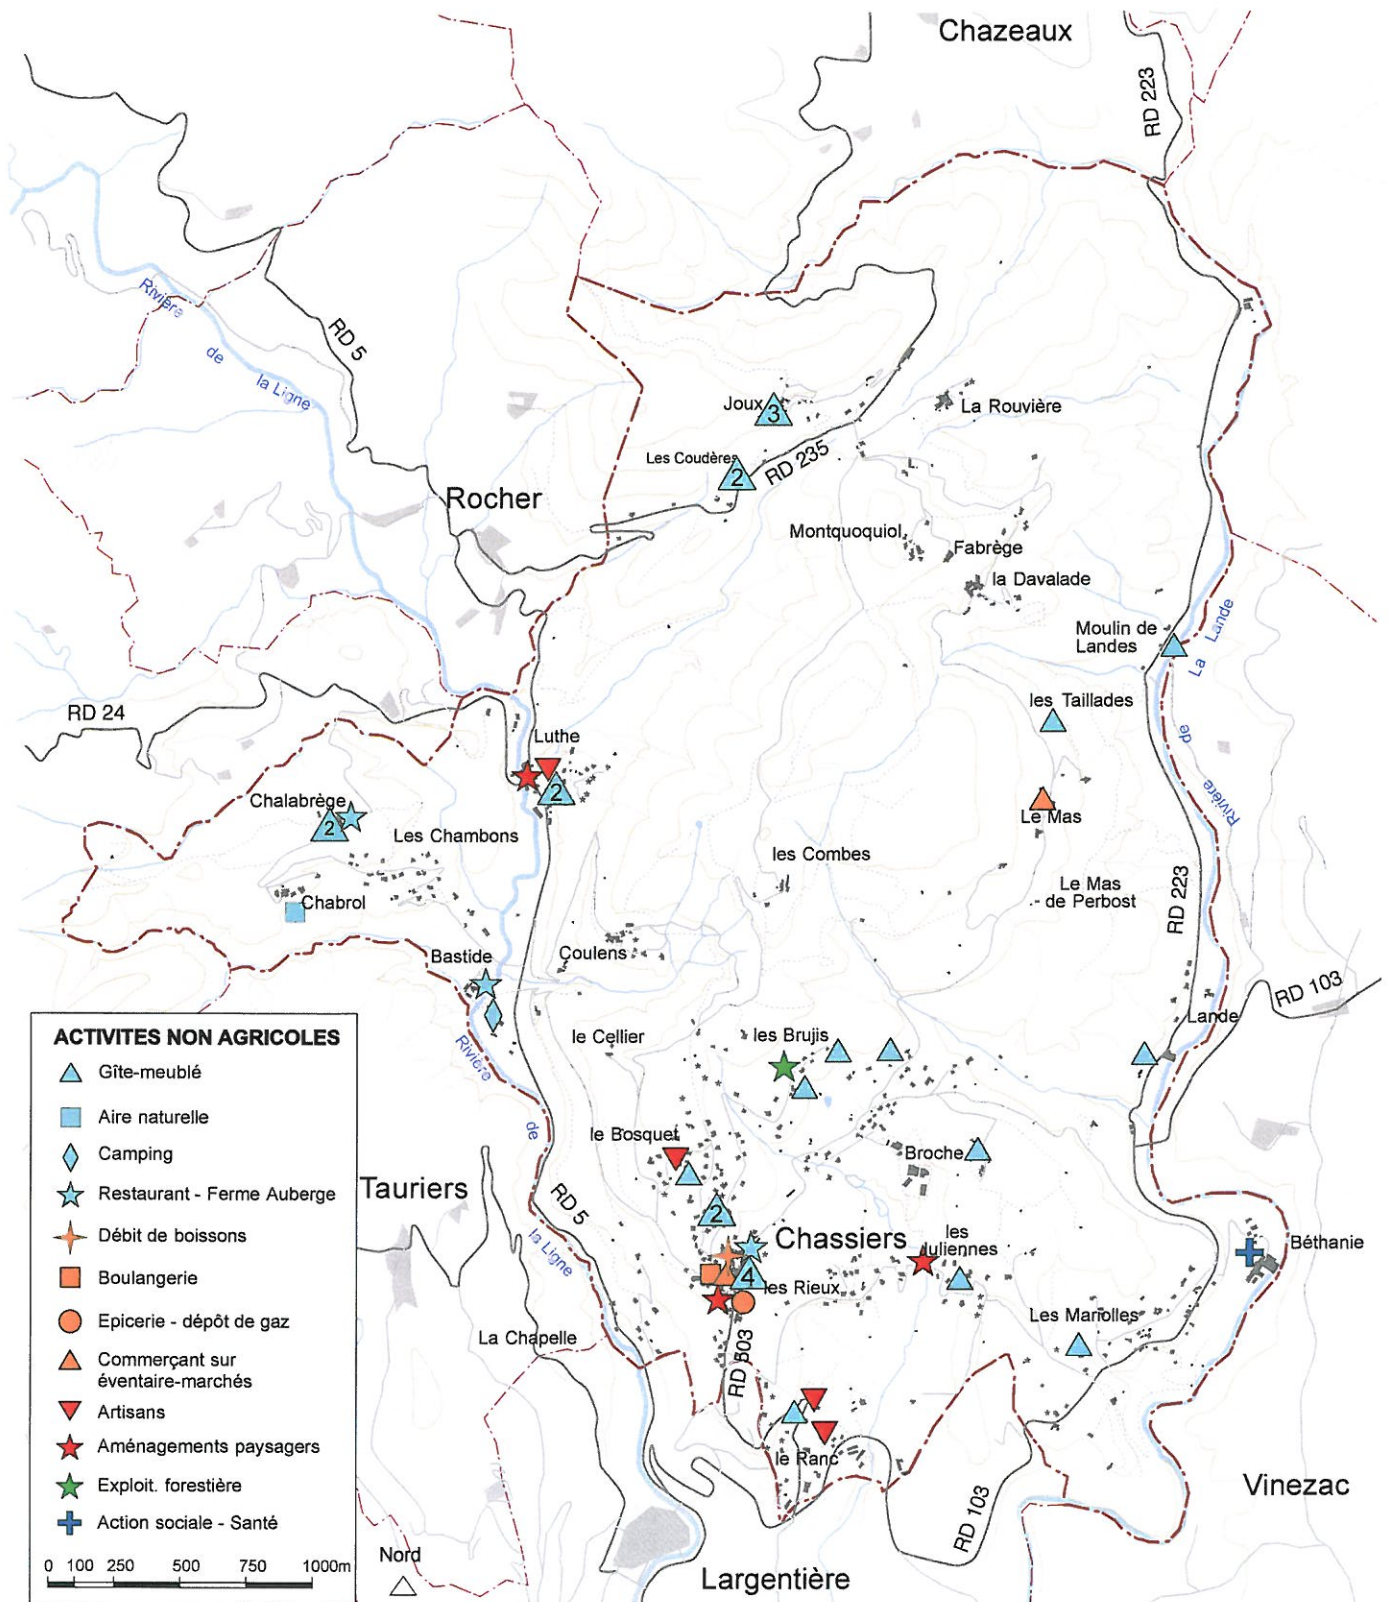 Chazeaux
RD 223
Rivière
de
la Ligne
RD 5
Joux
3
La Rouvière
Les Coudères
2
RD 235
Rocher
Montquoquiol
Fabrège
la Davalade
Moulin de
Landes
La Lande
de
Rivière
les Taillades
RD 24
Luthe
2
Chalabrège
2
Les Chambons
Le Mas
les Combes
Chabrol
Le Mas
de Perbost
RD 223
Bastide
Coulens
RD 103
Lande
le Cellier
les Brujis
Rivière
de
la Ligne
le Bosquet
Broche
Tauriers
RD 5
2
Chassiers
les
Juliennes
Béthanie
4
les Rieux
La Chapelle
Les Mariolles
RD 303
le Ranc
RD 103
Vinezac
Largentière
ACTIVITES NON AGRICOLES
Gîte-meublé
Aire naturelle
Camping
Restaurant - Ferme Auberge
Débit de boissons
Boulangerie
Epicerie - dépôt de gaz
Commerçant sur
éventaire-marchés
Artisans
Aménagements paysagers
Exploit. forestière
Action sociale - Santé
0 100 250 500 750 1000m
Nord